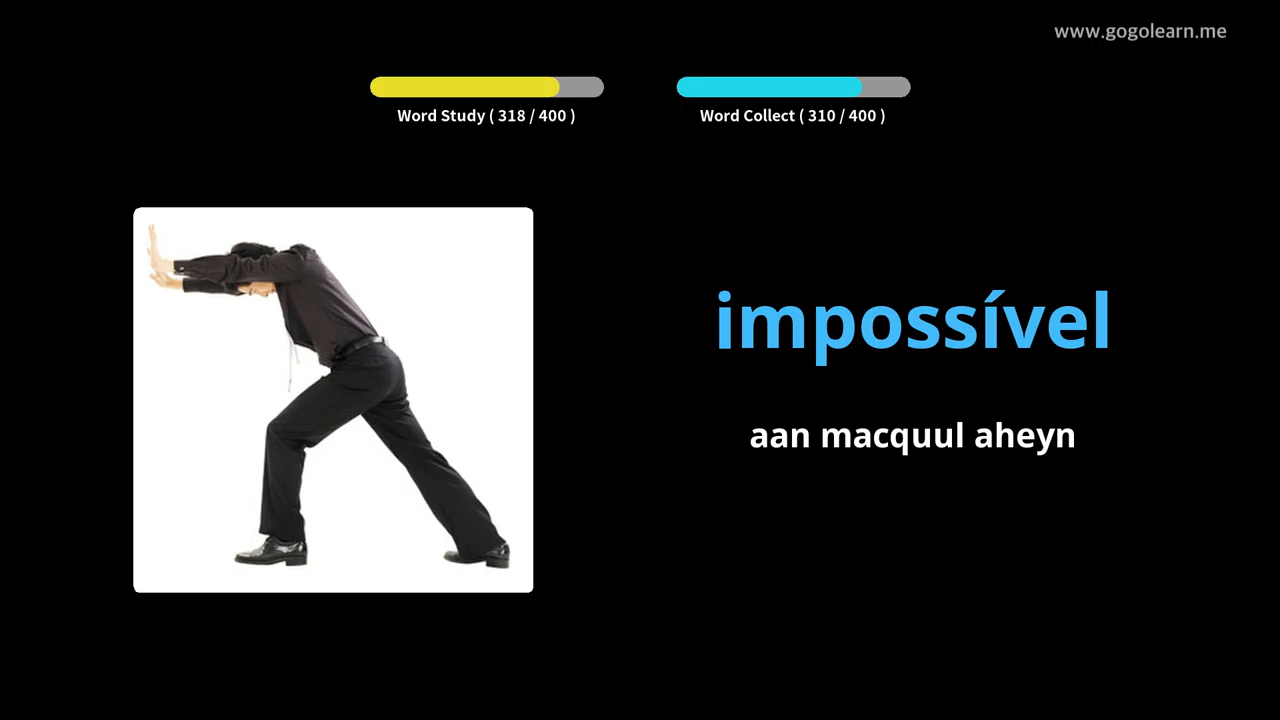 www.gogolearn.me
Word Study ( 318 / 400 )
Word Collect ( 310 / 400 )
impossível
aan macquul aheyn